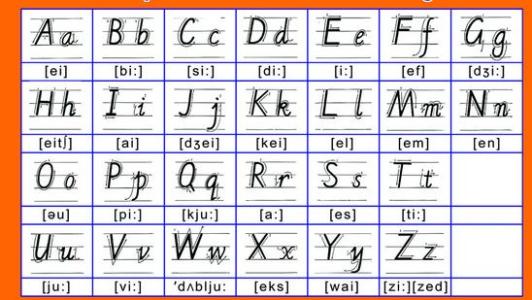 Aa Bb Cc Dd Ee Ff Gg
[ei] [bi:] [si:] [di:] [i:] [ef] [dʒi:]
Hh Ii Jj Kk Ll Mm Nn
[eitʃ] [ai] [dʒei] [kei] [el] [em] [en]
Oo Pp Qq Rr Ss Tt
[əu] [pi:] [kju:] [a:] [es] [ti:]
Uu Vv Ww Xx Yy Zz
[ju:] [vi:] 'dʌblju: [eks] [wai] [zi:][zed]